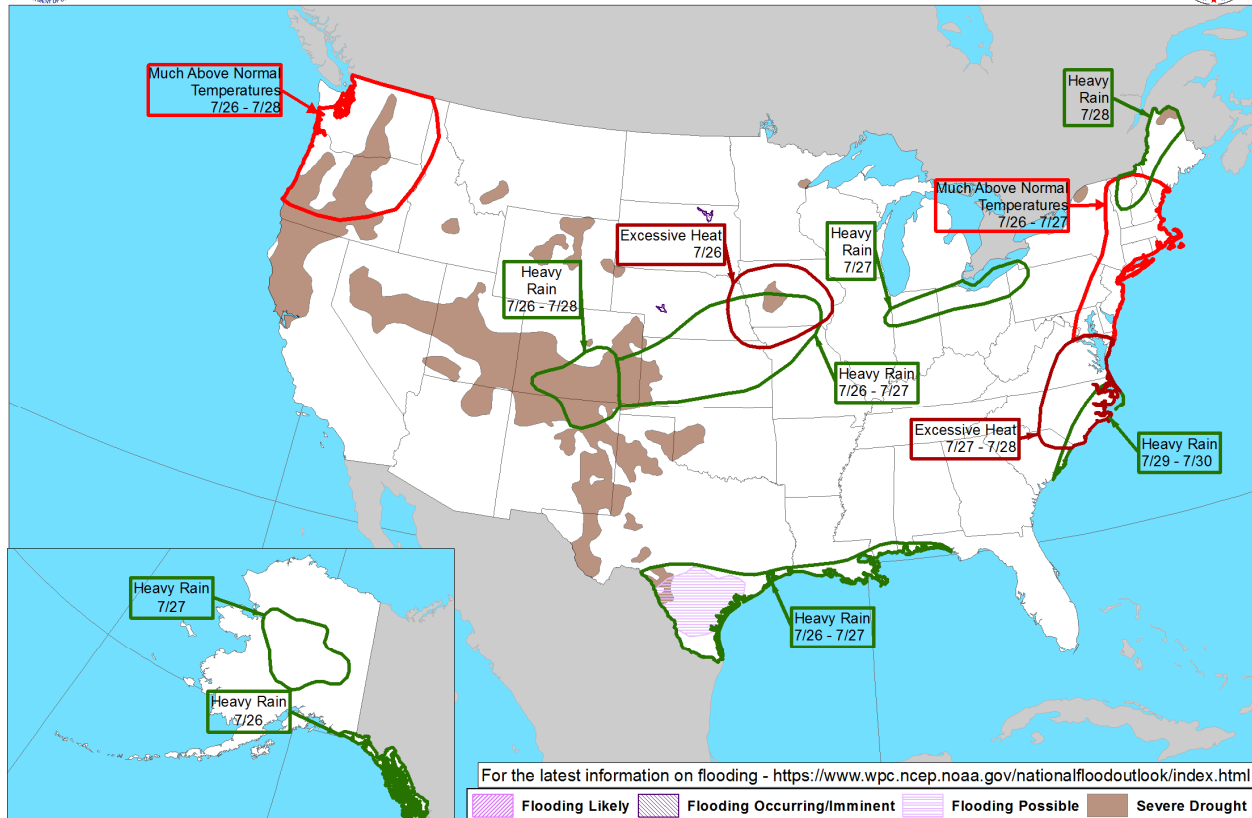 Much Above Normal
Temperatures
7/26 - 7/28
Heavy
Rain
7/28
Much Above Normal
Temperatures
7/26 - 7/27
Excessive Heat
7/26
Heavy
Rain
7/27
Heavy
Rain
7/26 - 7/28
Heavy Rain
7/26 - 7/27
Excessive Heat
7/27 - 7/28
Heavy Rain
7/29 - 7/30
Heavy Rain
7/27
Heavy Rain
7/26 - 7/27
Heavy Rain
7/26
For the latest information on flooding - https://www.wpc.ncep.noaa.gov/nationalfloodoutlook/index.html
Flooding Likely Flooding Occurring/Imminent Flooding Possible Severe Drought